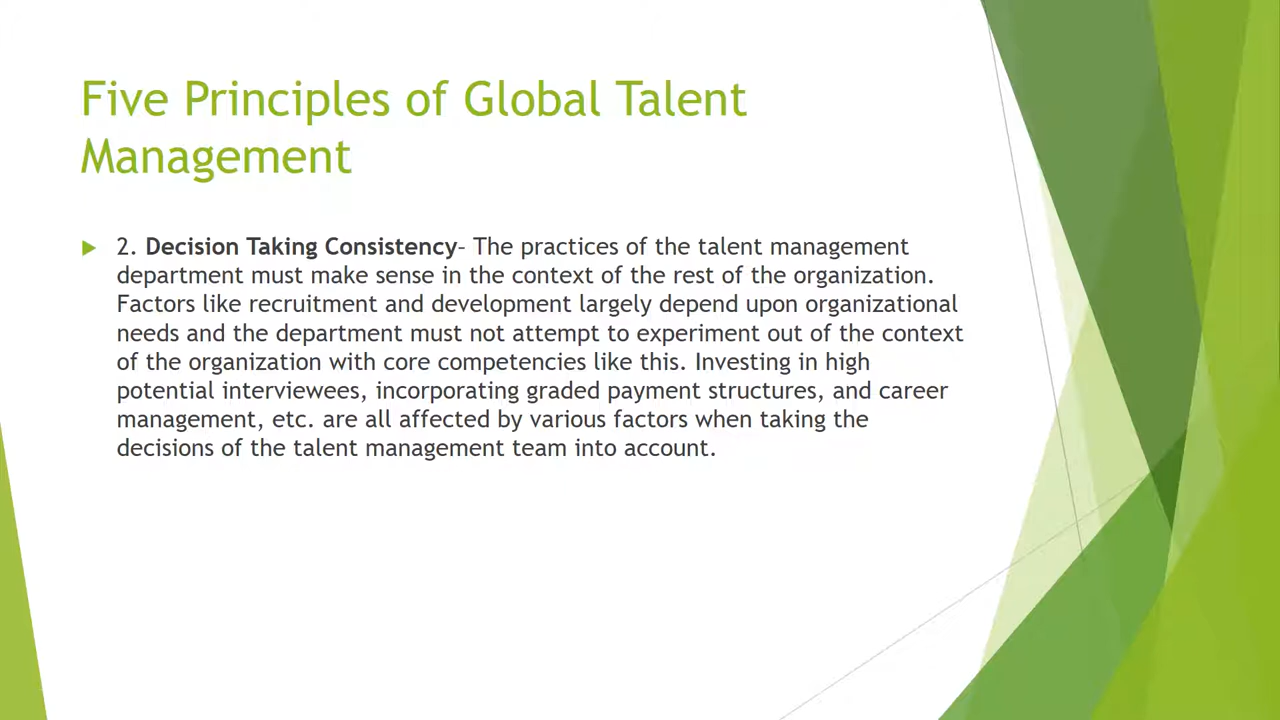 Five Principles of Global Talent
Management
2. Decision Taking Consistency– The practices of the talent management
department must make sense in the context of the rest of the organization.
Factors like recruitment and development largely depend upon organizational
needs and the department must not attempt to experiment out of the context
of the organization with core competencies like this. Investing in high
potential interviewees, incorporating graded payment structures, and career
management, etc. are all affected by various factors when taking the
decisions of the talent management team into account.